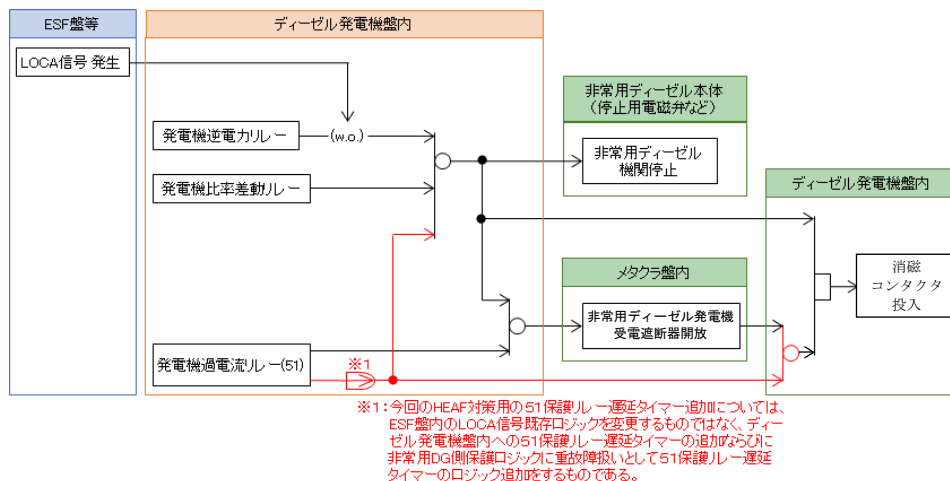 ESF盤等
ディーゼル発電機盤内
LOCA信号 発生
発電機逆電力リレー
(w.o.)
発電機比率差動リレー
発電機過電流リレー(51)
※1
非常用ディーゼル本体
(停止用電磁弁など)
非常用ディーゼル
機関停止
メタクラ盤内
非常用ディーゼル発電機
受電遮断器開放
ディーゼル発電機盤内
消磁
コンタクタ
投入
※1:今回のHEAF対策用の51保護リレー遅延タイマー追加については、
ESF盤内のLOCA信号既存ロジックを変更するものではなく、ディー
ゼル発電機盤内への51保護リレー遅延タイマーの追加ならびに
非常用DG側保護ロジックに重故障扱いとして51保護リレー遅延
タイマーのロジック追加をするものである。